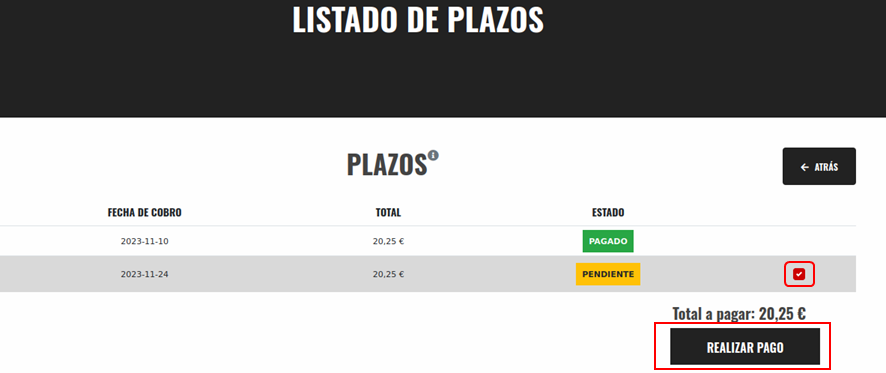 LISTADO DE PLAZOS
PLAZOS
← ATRÁS
FECHA DE COBRO TOTAL ESTADO
2023-11-10 20,25 € PAGADO
2023-11-24 20,25 € PENDIENTE
Total a pagar: 20,25 €
REALIZAR PAGO